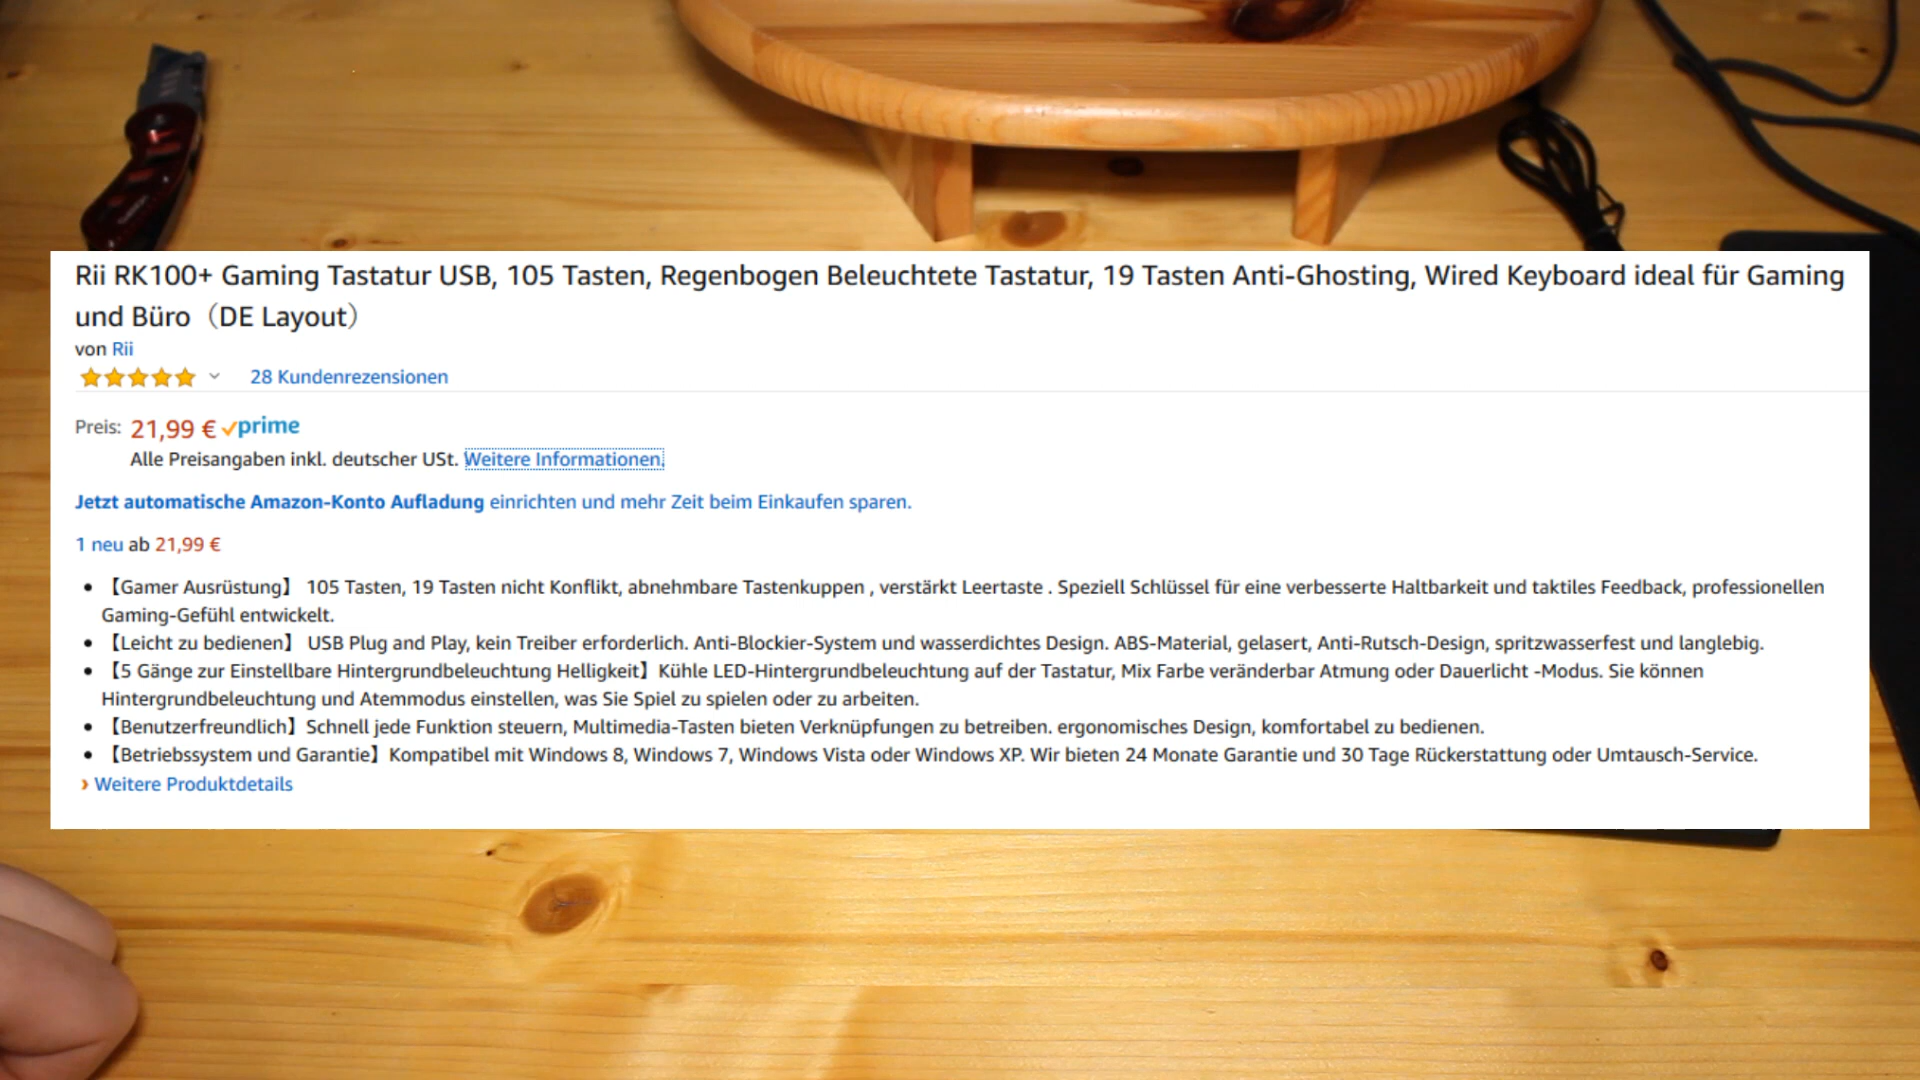 Rii RK100+ Gaming Tastatur USB, 105 Tasten, Regenbogen Beleuchtete Tastatur, 19 Tasten Anti-Ghosting, Wired Keyboard ideal für Gaming
und Büro（DE Layout）
von Rii
28 Kundenrezensionen
Preis: 21,99 € prime
Alle Preisangaben inkl. deutscher USt. Weitere Informationen.
Jetzt automatische Amazon-Konto Aufladung einrichten und mehr Zeit beim Einkaufen sparen.
1 neu ab 21,99 €
• 【Gamer Ausrüstung】 105 Tasten, 19 Tasten nicht Konflikt, abnehmbare Tastenkuppen , verstärkt Leertaste . Speziell Schlüssel für eine verbesserte Haltbarkeit und taktiles Feedback, professionellen
Gaming-Gefühl entwickelt.
• 【Leicht zu bedienen】 USB Plug and Play, kein Treiber erforderlich. Anti-Blockier-System und wasserdichtes Design. ABS-Material, gelasert, Anti-Rutsch-Design, spritzwasserfest und langlebig.
• 【5 Gänge zur Einstellbare Hintergrundbeleuchtung Helligkeit】Kühle LED-Hintergrundbeleuchtung auf der Tastatur, Mix Farbe veränderbar Atmung oder Dauerlicht -Modus. Sie können
Hintergrundbeleuchtung und Atemmodus einstellen, was Sie Spiel zu spielen oder zu arbeiten.
• 【Benutzerfreundlich】Schnell jede Funktion steuern, Multimedia-Tasten bieten Verknüpfungen zu betreiben. ergonomisches Design, komfortabel zu bedienen.
• 【Betriebssystem und Garantie】Kompatibel mit Windows 8, Windows 7, Windows Vista oder Windows XP. Wir bieten 24 Monate Garantie und 30 Tage Rückerstattung oder Umtausch-Service.
› Weitere Produktdetails